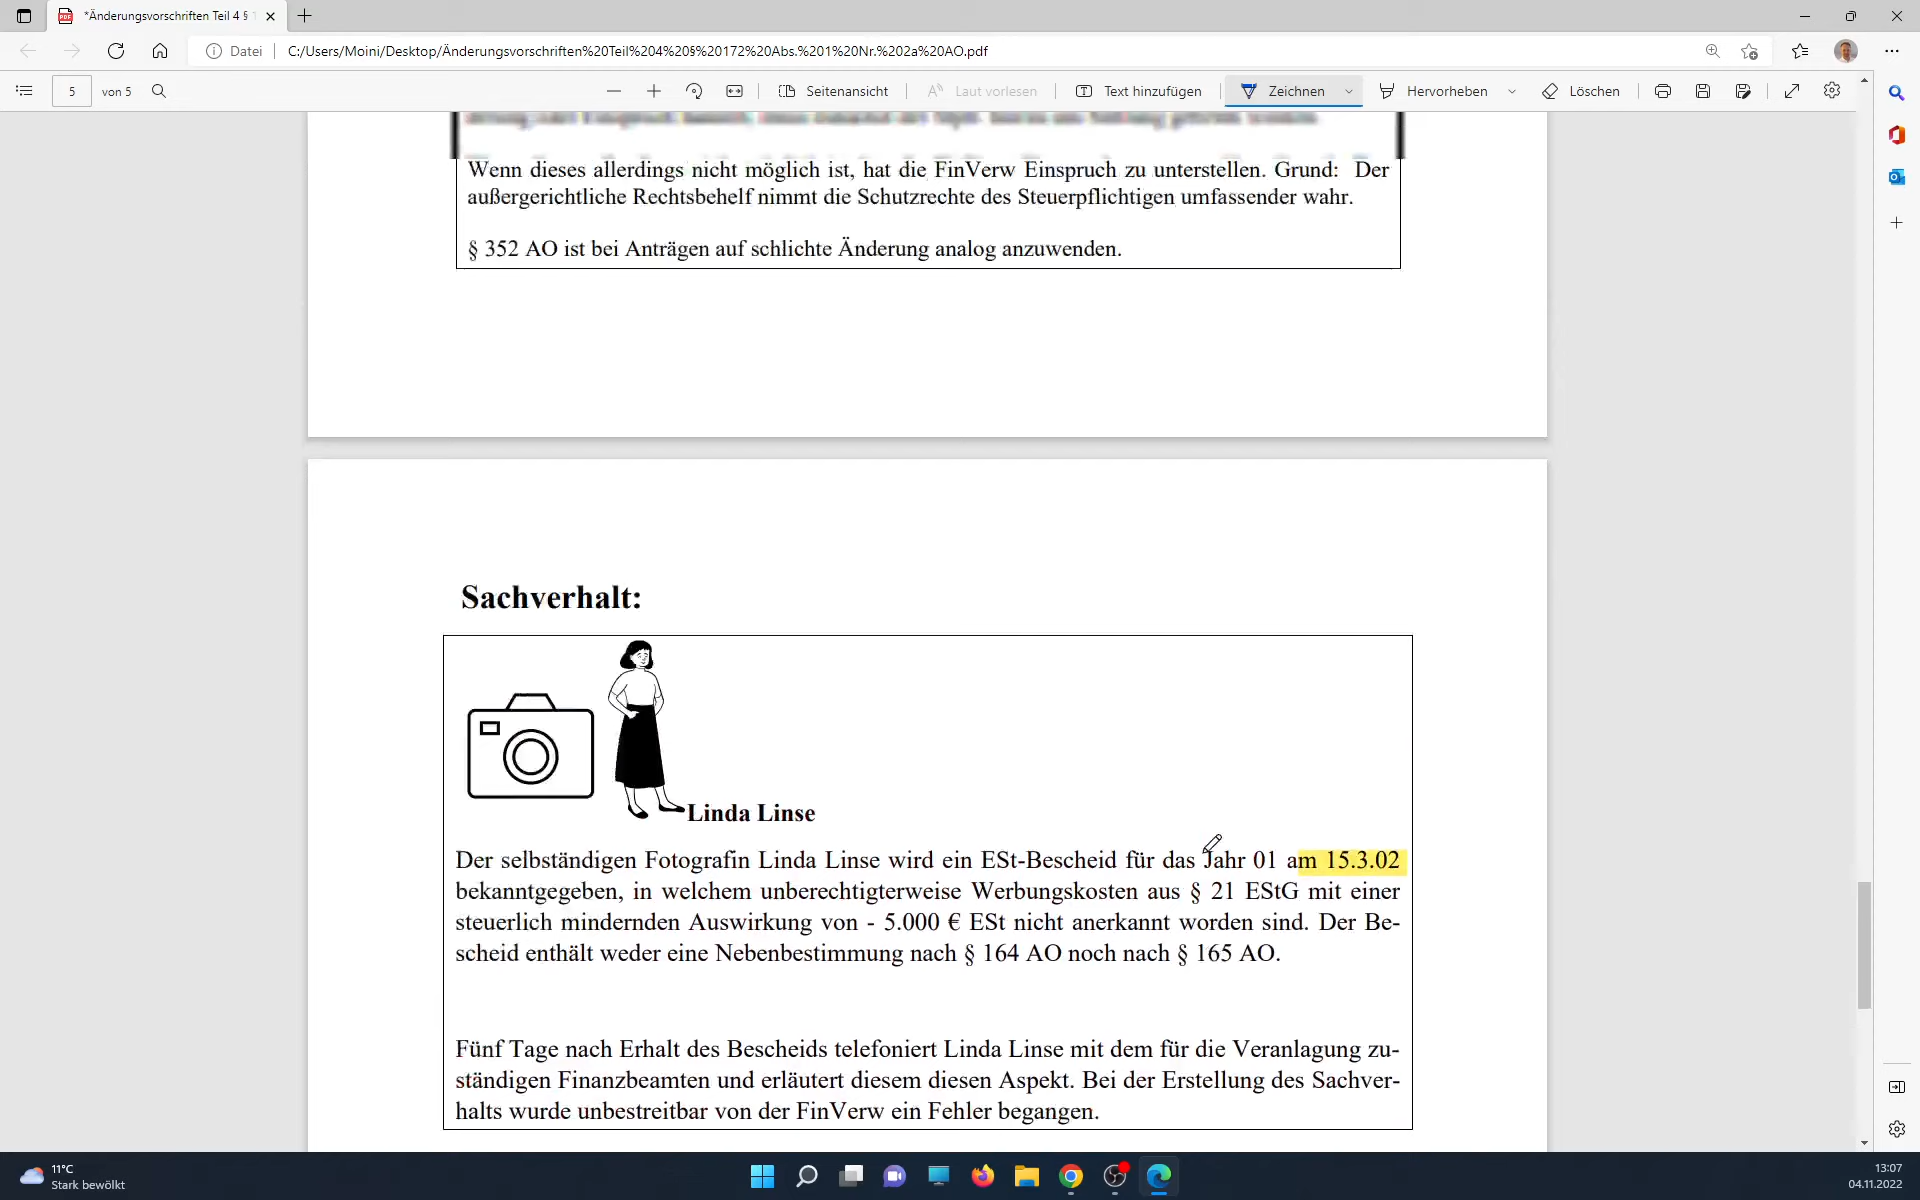 *Änderungsvorschriften Teil 4 §
Datei
C:/Users/Moini/Desktop/Änderungsvorschriften%20Teil%204%20§%20172%20Abs.%201%20Nr.%202a%20AO.pdf
5 von 5
Seitenansicht
Laut vorlesen
Text hinzufügen
Zeichnen
Hervorheben
Löschen
Wenn dieses allerdings nicht möglich ist, hat die FinVerw Einspruch zu unterstellen. Grund: Der
außergerichtliche Rechtsbehelf nimmt die Schutzrechte des Steuerpflichtigen umfassender wahr.
§ 352 AO ist bei Anträgen auf schlichte Änderung analog anzuwenden.
Sachverhalt:
Linda Linse
Der selbständigen Fotografin Linda Linse wird ein ESt-Bescheid für das Jahr 01 am 15.3.02
bekanntgegeben, in welchem unberechtigterweise Werbungskosten aus § 21 EStG mit einer
steuerlich mindernden Auswirkung von - 5.000 € ESt nicht anerkannt worden sind. Der Be-
scheid enthält weder eine Nebenbestimmung nach § 164 AO noch nach § 165 AO.
Fünf Tage nach Erhalt des Bescheids telefoniert Linda Linse mit dem für die Veranlagung zu-
ständigen Finanzbeamten und erläutert diesem diesen Aspekt. Bei der Erstellung des Sachver-
halts wurde unbestreitbar von der FinVerw ein Fehler begangen.
11°C
Stark bewölkt
13:07
04.11.2022